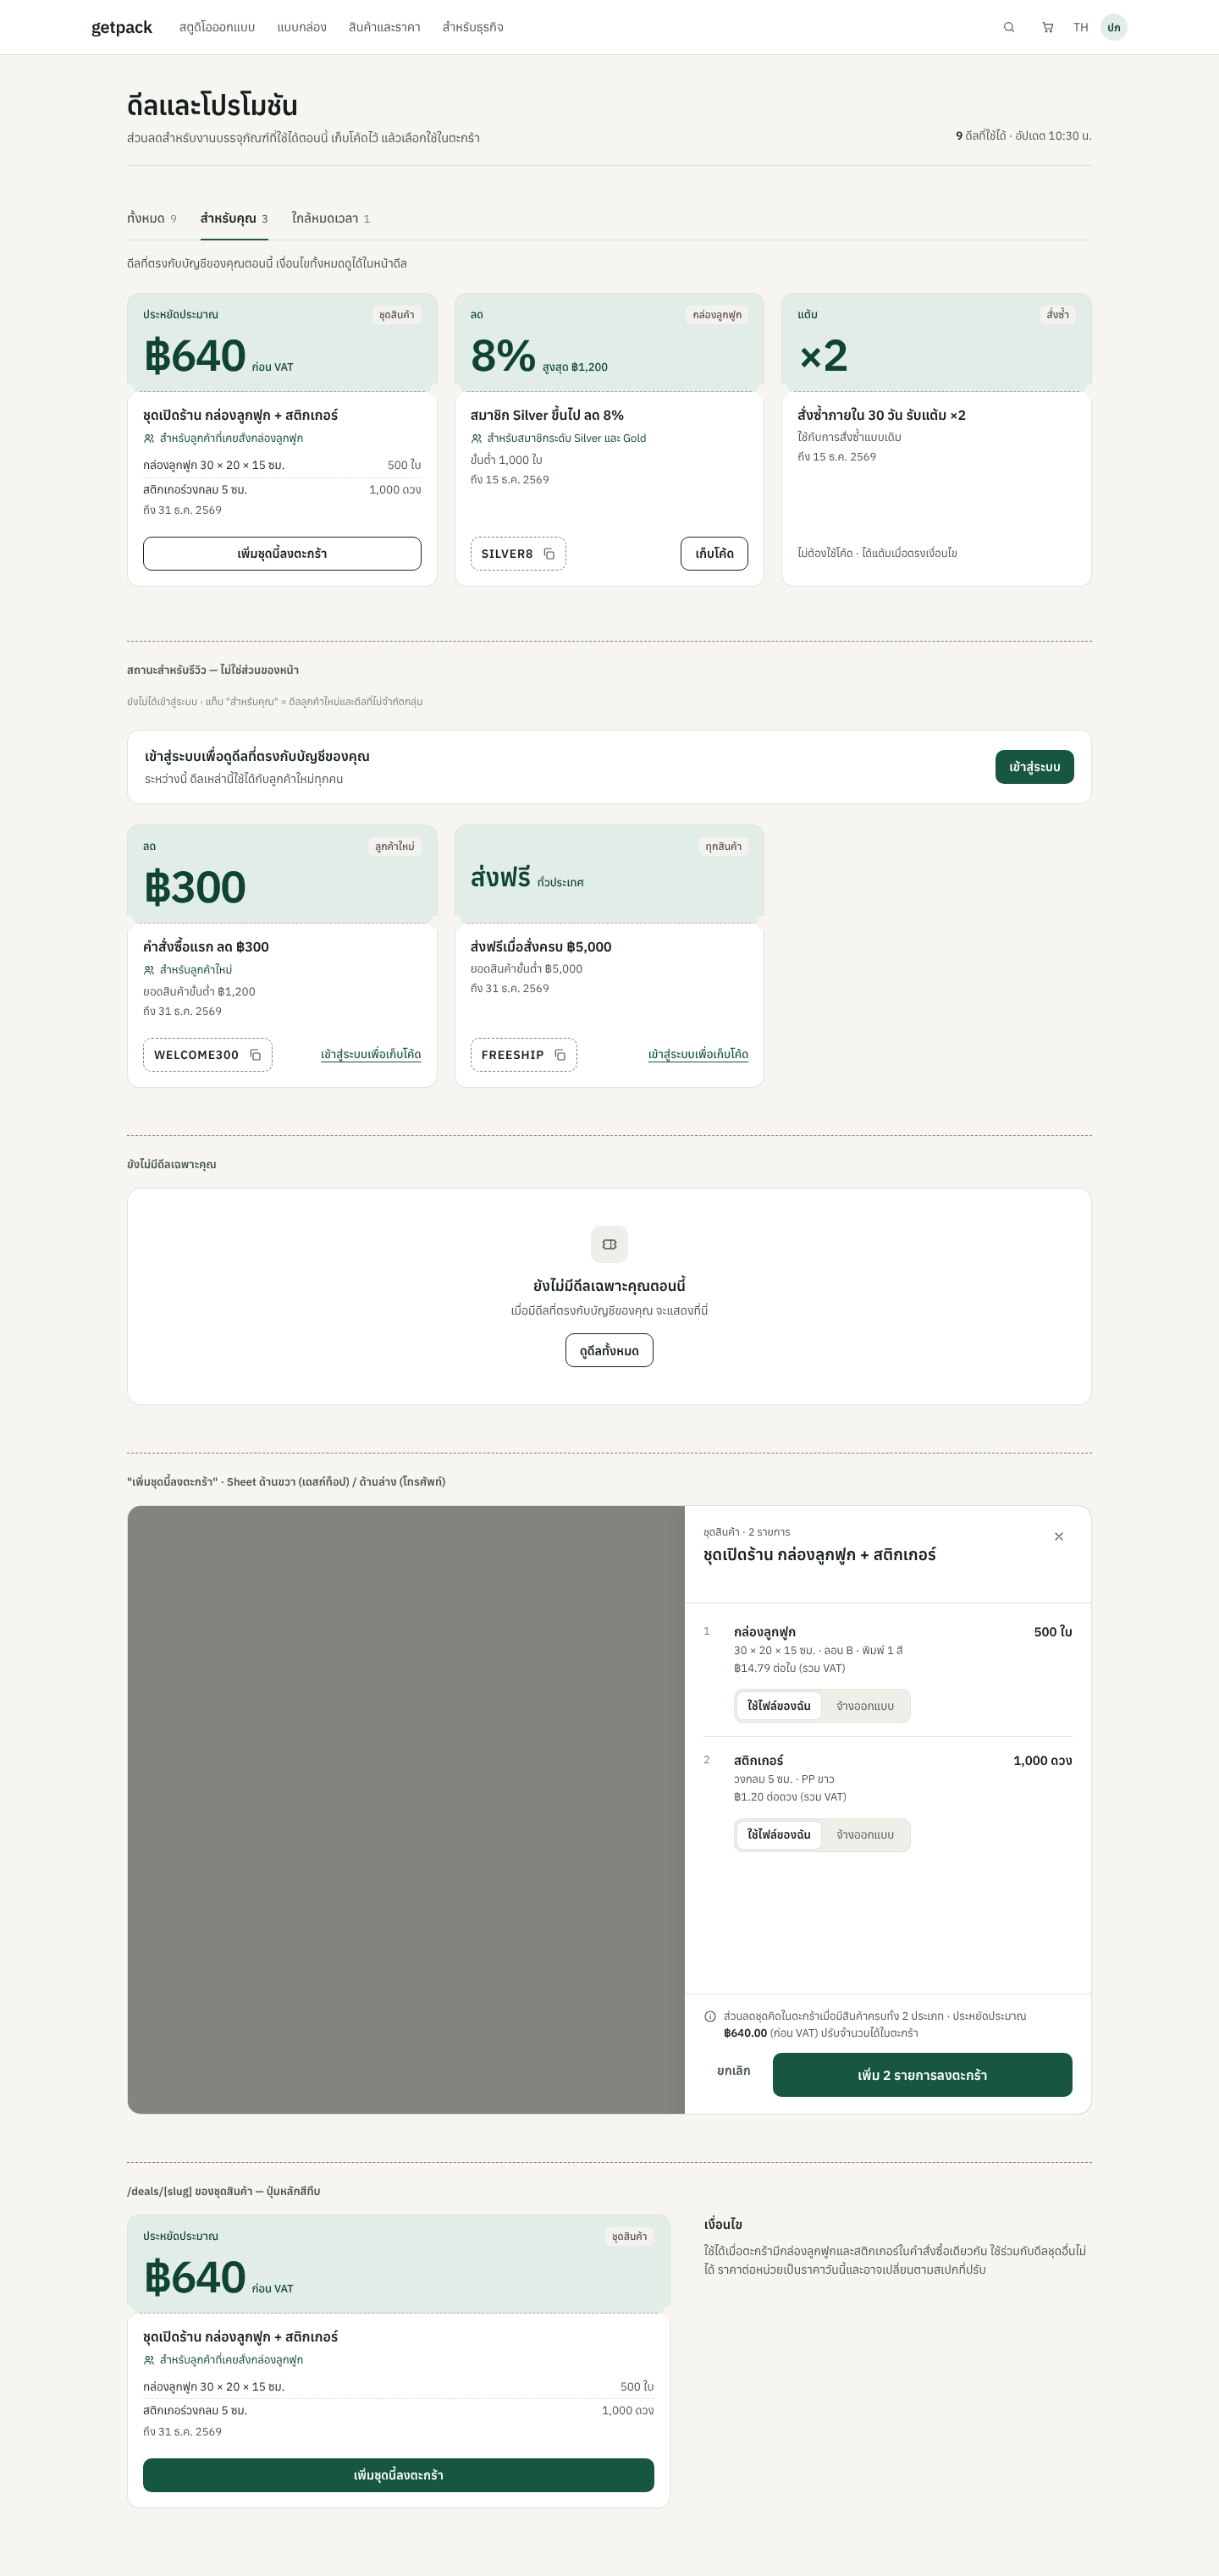 getpack สตูดิโอออกแบบ แบบกล่อง สินค้าและราคา สำหรับธุรกิจ TH ปก
ดีลและโปรโมชัน
ส่วนลดสำหรับงานบรรจุภัณฑ์ที่ใช้ได้ตอนนี้ เก็บโค้ดไว้ แล้วเลือกใช้ในตะกร้า
9 ดีลที่ใช้ได้ · อัปเดต 10:30 น.
ทั้งหมด 9 สำหรับคุณ 3 ใกล้หมดเวลา 1
ดีลที่ตรงกับบัญชีของคุณตอนนี้ เงื่อนไขทั้งหมดดูได้ในหน้าดีล
ประหยัดประมาณ ชุดสินค้า
฿640 ก่อน VAT
ชุดเปิดร้าน กล่องลูกฟูก + สติกเกอร์
สำหรับลูกค้าที่เคยสั่งกล่องลูกฟูก
กล่องลูกฟูก 30 × 20 × 15 ซม. 500 ใบ
สติกเกอร์วงกลม 5 ซม. 1,000 ดวง
ถึง 31 ธ.ค. 2569
เพิ่มชุดนี้ลงตะกร้า
ลด กล่องลูกฟูก
8% สูงสุด ฿1,200
สมาชิก Silver ขึ้นไป ลด 8%
สำหรับสมาชิกระดับ Silver และ Gold
ขั้นต่ำ 1,000 ใบ
ถึง 15 ธ.ค. 2569
SILVER8 เก็บโค้ด
แต้ม สั่งซ้ำ
×2
สั่งซ้ำภายใน 30 วัน รับแต้ม ×2
ใช้กับการสั่งซ้ำแบบเดิม
ถึง 15 ธ.ค. 2569
ไม่ต้องใช้โค้ด · ได้แต้มเมื่อตรงเงื่อนไข
สถานะสำหรับรีวิว — ไม่ใช่ส่วนของหน้า
ยังไม่ได้เข้าสู่ระบบ · แท็บ "สำหรับคุณ" = ดีลลูกค้าใหม่และดีลที่ไม่จำกัดกลุ่ม
เข้าสู่ระบบเพื่อดูดีลที่ตรงกับบัญชีของคุณ
ระหว่างนี้ ดีลเหล่านี้ใช้ได้กับลูกค้าใหม่ทุกคน
เข้าสู่ระบบ
ลด ลูกค้าใหม่
฿300
คำสั่งซื้อแรก ลด ฿300
สำหรับลูกค้าใหม่
ยอดสินค้าขั้นต่ำ ฿1,200
ถึง 31 ธ.ค. 2569
WELCOME300 เข้าสู่ระบบเพื่อเก็บโค้ด
ทุกสินค้า
ส่งฟรี ทั่วประเทศ
ส่งฟรีเมื่อสั่งครบ ฿5,000
ยอดสินค้าขั้นต่ำ ฿5,000
ถึง 31 ธ.ค. 2569
FREESHIP เข้าสู่ระบบเพื่อเก็บโค้ด
ยังไม่มีดีลเฉพาะคุณ
ยังไม่มีดีลเฉพาะคุณตอนนี้
เมื่อมีดีลที่ตรงกับบัญชีของคุณ จะแสดงที่นี่
ดูดีลทั้งหมด
"เพิ่มชุดนี้ลงตะกร้า" · Sheet ด้านขวา (เดสก์ท็อป) / ด้านล่าง (โทรศัพท์)
ชุดสินค้า · 2 รายการ
ชุดเปิดร้าน กล่องลูกฟูก + สติกเกอร์
1 กล่องลูกฟูก 500 ใบ
30 × 20 × 15 ซม. · ลอน B · พิมพ์ 1 สี
฿14.79 ต่อใบ (รวม VAT)
ใช้ไฟล์ของฉัน จ้างออกแบบ
2 สติกเกอร์ 1,000 ดวง
วงกลม 5 ซม. · PP ขาว
฿1.20 ต่อดวง (รวม VAT)
ใช้ไฟล์ของฉัน จ้างออกแบบ
ส่วนลดชุดคิดในตะกร้าเมื่อมีสินค้าครบทั้ง 2 ประเภท · ประหยัดประมาณ
฿640.00 (ก่อน VAT) ปรับจำนวนได้ในตะกร้า
ยกเลิก เพิ่ม 2 รายการลงตะกร้า
/deals/[slug] ของชุดสินค้า — ปุ่มหลักสีทึบ
ประหยัดประมาณ ชุดสินค้า
฿640 ก่อน VAT
ชุดเปิดร้าน กล่องลูกฟูก + สติกเกอร์
สำหรับลูกค้าที่เคยสั่งกล่องลูกฟูก
กล่องลูกฟูก 30 × 20 × 15 ซม. 500 ใบ
สติกเกอร์วงกลม 5 ซม. 1,000 ดวง
ถึง 31 ธ.ค. 2569
เพิ่มชุดนี้ลงตะกร้า
เงื่อนไข
ใช้ได้เมื่อตะกร้ามีกล่องลูกฟูกและสติกเกอร์ในคำสั่งซื้อเดียวกัน ใช้ร่วมกับดีลชุดอื่นไม่
ได้ ราคาต่อหน่วยเป็นราคาวันนี้และอาจเปลี่ยนตามสเปกที่ปรับ